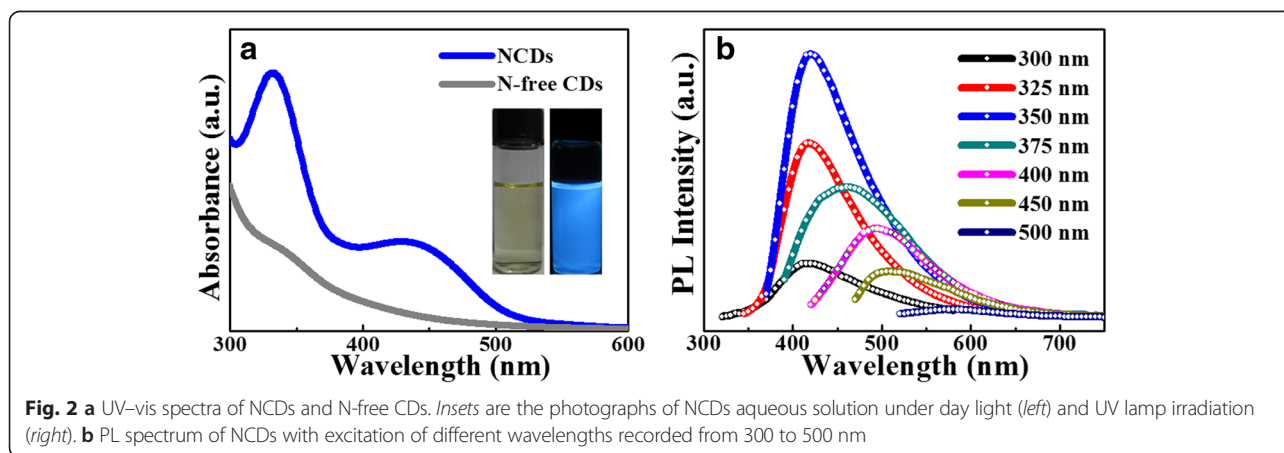 a
NCDs
N-free CDs
Absorbance (a.u.)
300 400 500 600
Wavelength (nm)
b
300 nm
325 nm
350 nm
375 nm
400 nm
450 nm
500 nm
PL Intensity (a.u.)
400 500 600 700
Wavelength (nm)
Fig. 2 a UV–vis spectra of NCDs and N-free CDs. Insets are the photographs of NCDs aqueous solution under day light (left) and UV lamp irradiation
(right). b PL spectrum of NCDs with excitation of different wavelengths recorded from 300 to 500 nm